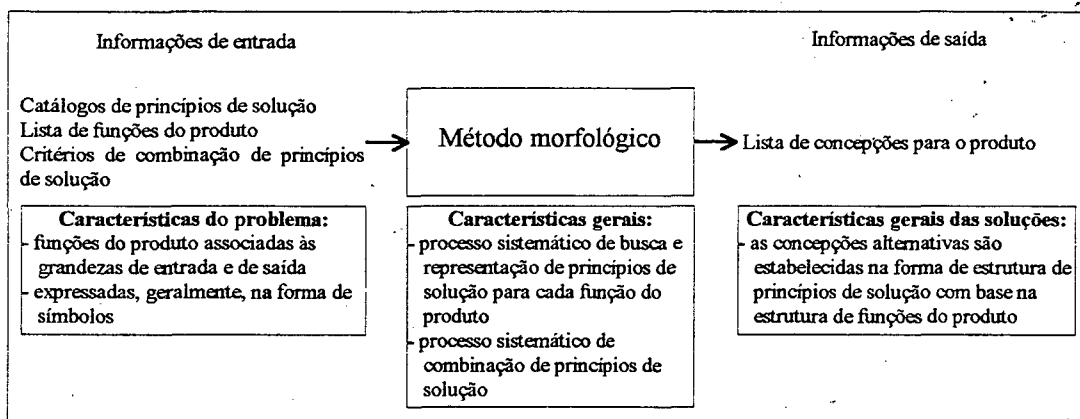 Informações de entrada
Informações de saída
Catálogos de princípios de solução
Lista de funções do produto
Critérios de combinação de princípios
de solução
Método morfológico
Lista de concepções para o produto
Características do problema:
- funções do produto associadas às
grandezas de entrada e de saída
- expressadas, geralmente, na forma de
símbolos
Características gerais:
- processo sistemático de busca e
representação de princípios de
solução para cada função do
produto
- processo sistemático de
combinação de princípios de
solução
Características gerais das soluções:
- as concepções alternativas são
estabelecidas na forma de estrutura de
princípios de solução com base na
estrutura de funções do produto